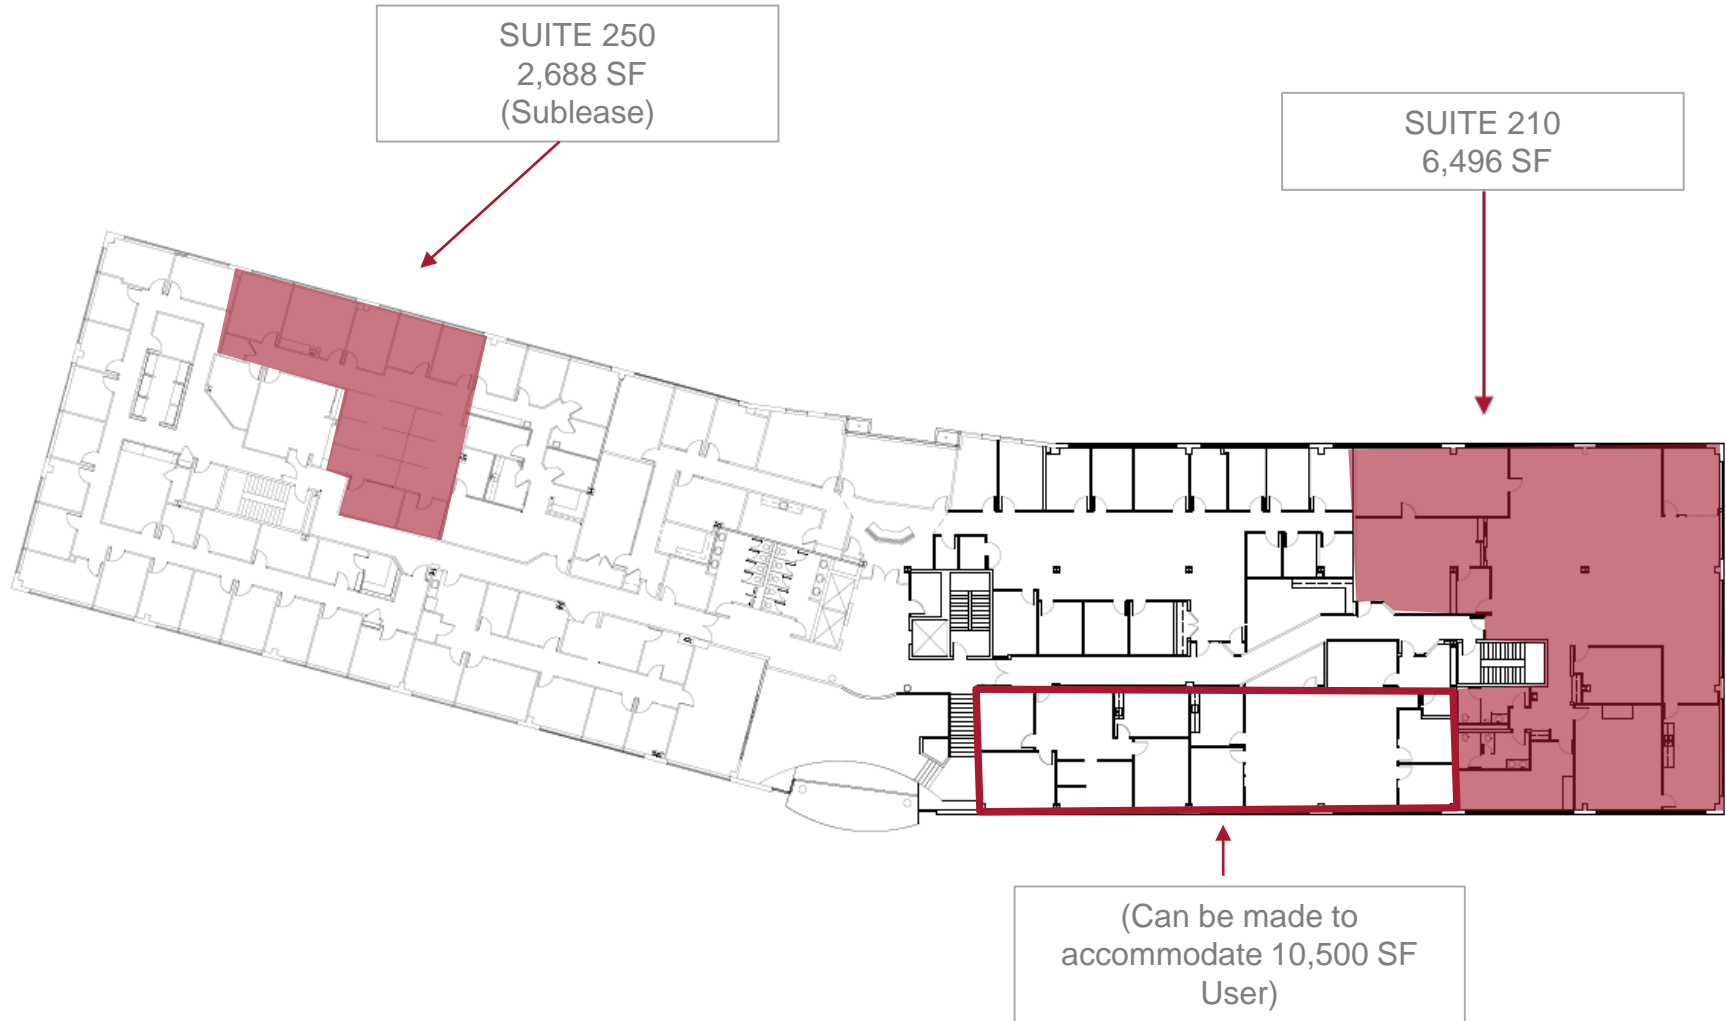 SUITE 250
2,688 SF
(Sublease)
SUITE 210
6,496 SF
(Can be made to
accommodate 10,500 SF
User)